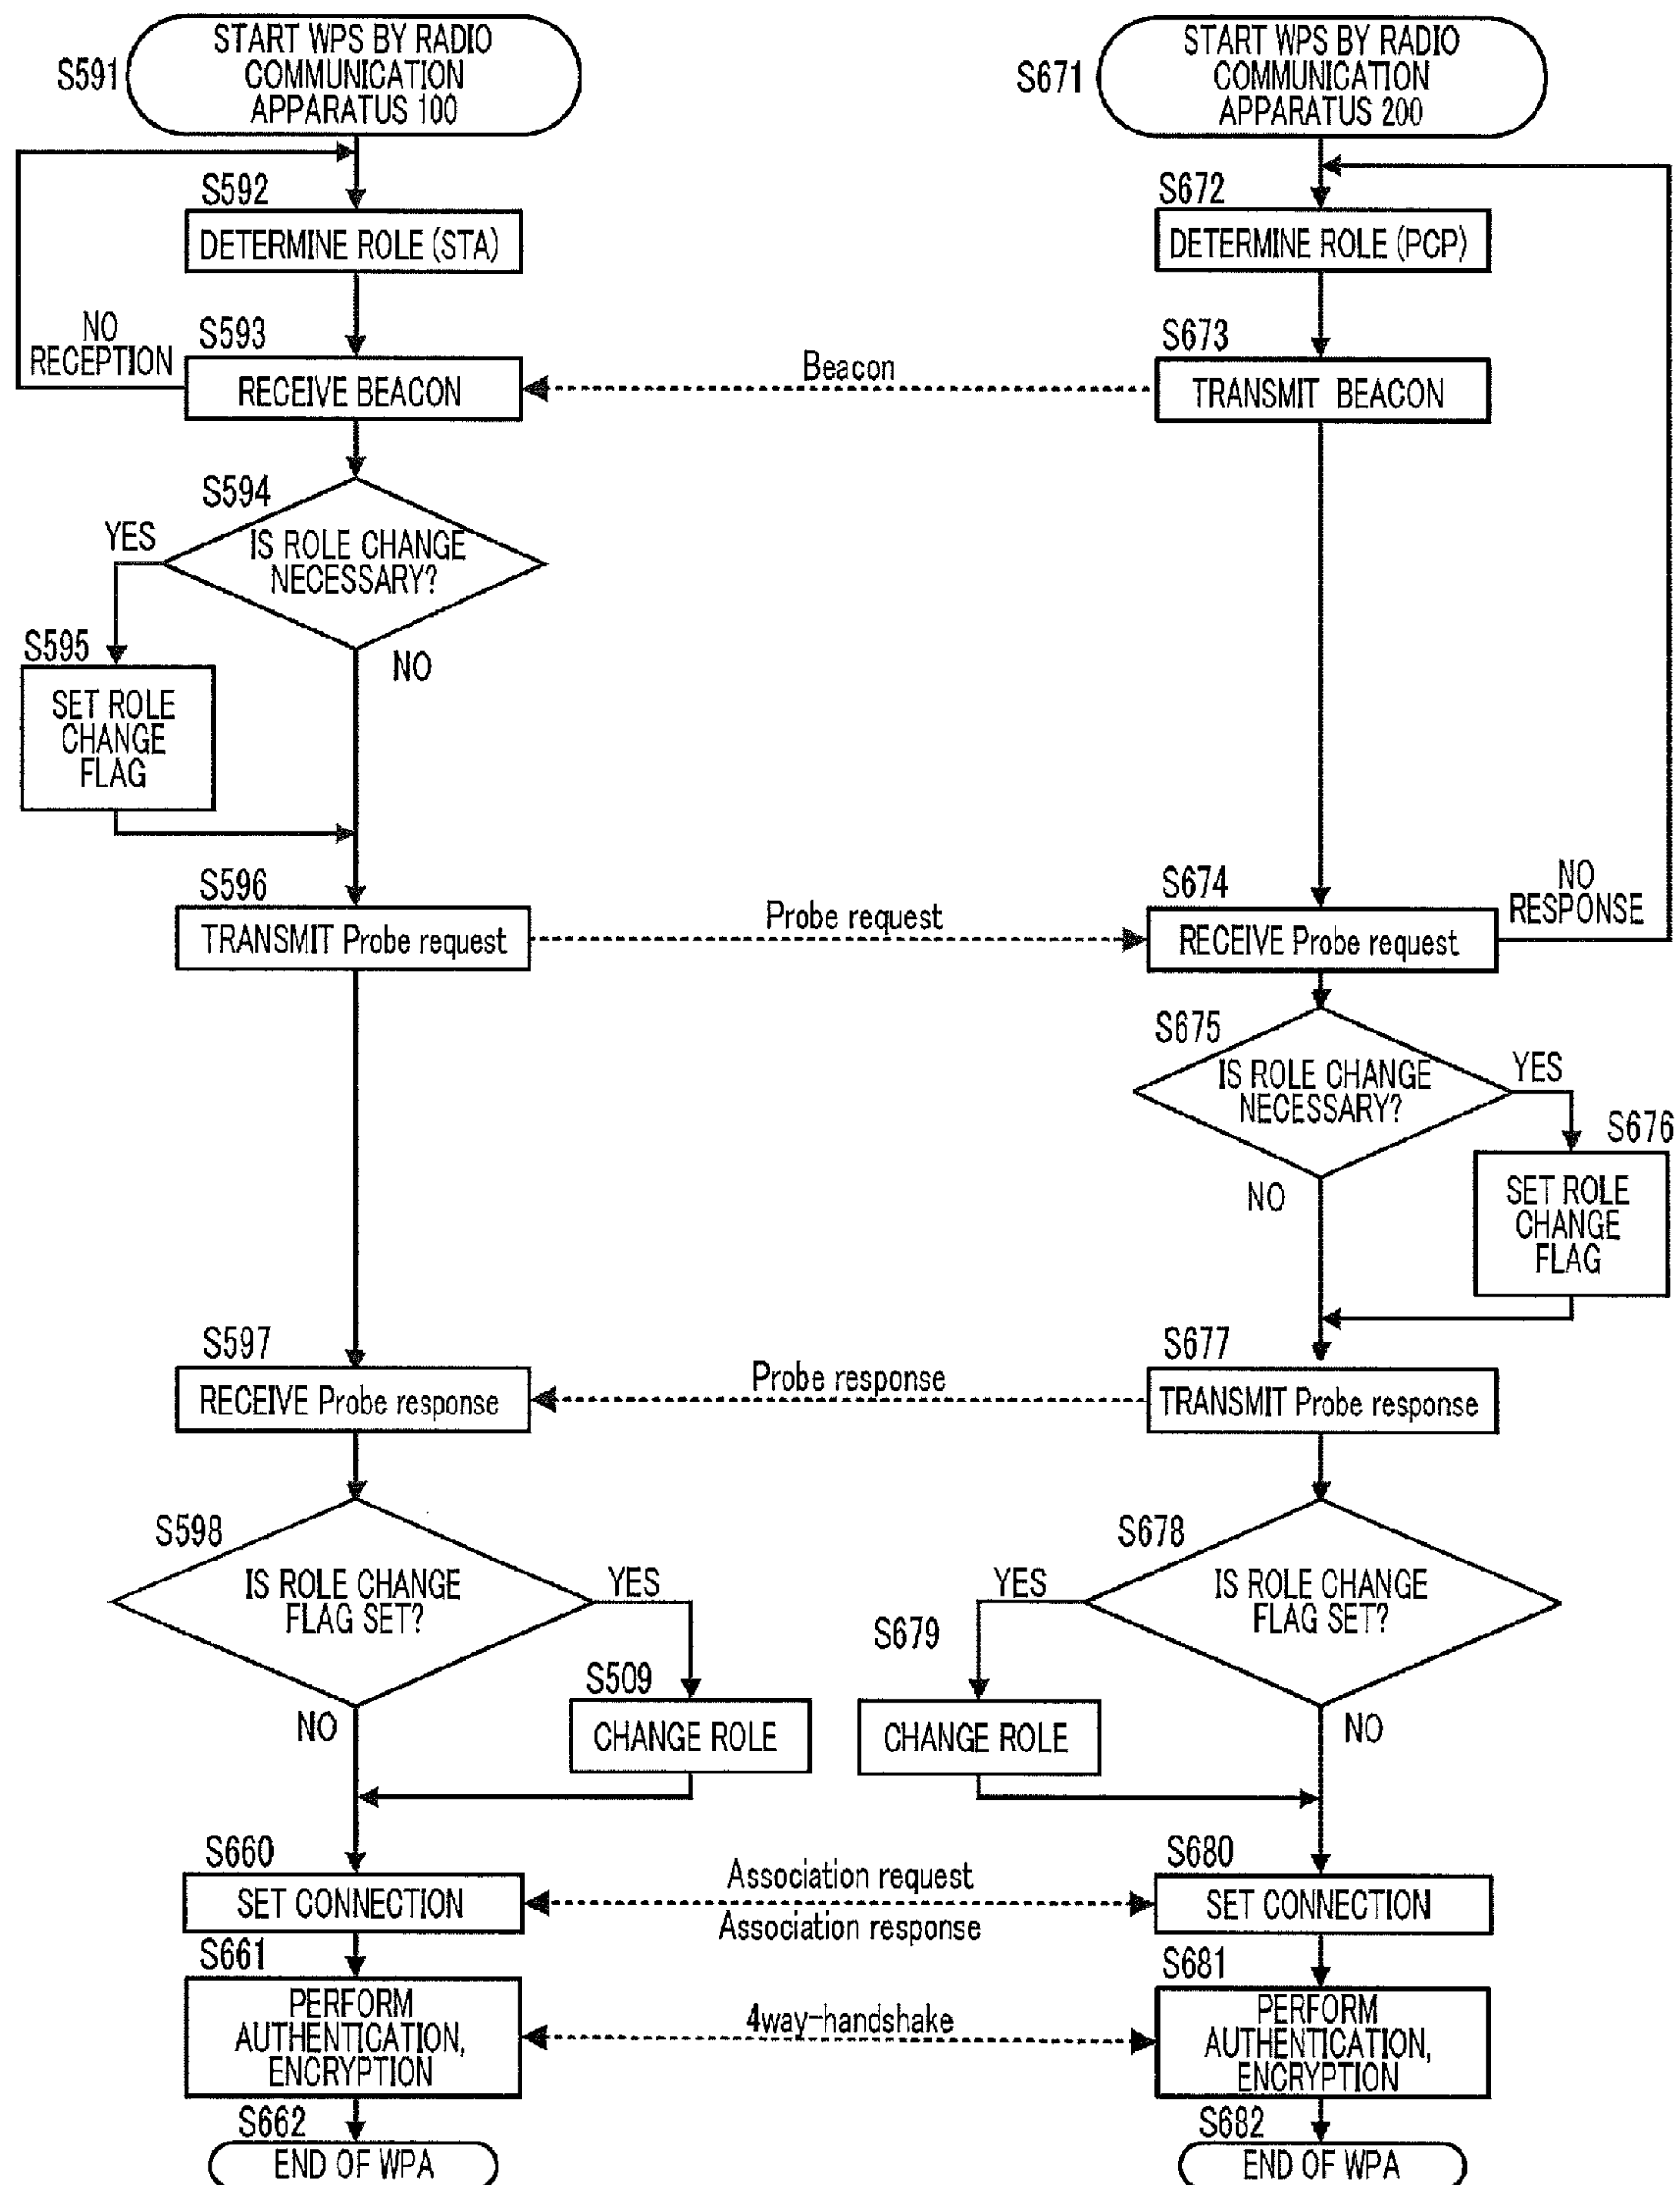 START WPS BY RADIO
COMMUNICATION
APPARATUS 100
S591
S592
DETERMINE ROLE (STA)
NO
RECEPTION
S593
RECEIVE BEACON
S594
YES
IS ROLE CHANGE
NECESSARY?
NO
S595
SET ROLE
CHANGE
FLAG
S596
TRANSMIT Probe request
S597
RECEIVE Probe response
S598
IS ROLE CHANGE
FLAG SET?
YES
NO
S509
CHANGE ROLE
S660
SET CONNECTION
S661
PERFORM
AUTHENTICATION,
ENCRYPTION
S662
END OF WPA
Beacon
Probe request
Probe response
Association request
Association response
4way-handshake
START WPS BY RADIO
COMMUNICATION
APPARATUS 200
S671
S672
DETERMINE ROLE (PCP)
S673
TRANSMIT BEACON
S674
NO
RESPONSE
RECEIVE Probe request
S675
IS ROLE CHANGE
NECESSARY?
YES
NO
S676
SET ROLE
CHANGE
FLAG
S677
TRANSMIT Probe response
S678
IS ROLE CHANGE
FLAG SET?
YES
NO
S679
CHANGE ROLE
S680
SET CONNECTION
S681
PERFORM
AUTHENTICATION,
ENCRYPTION
S682
END OF WPA